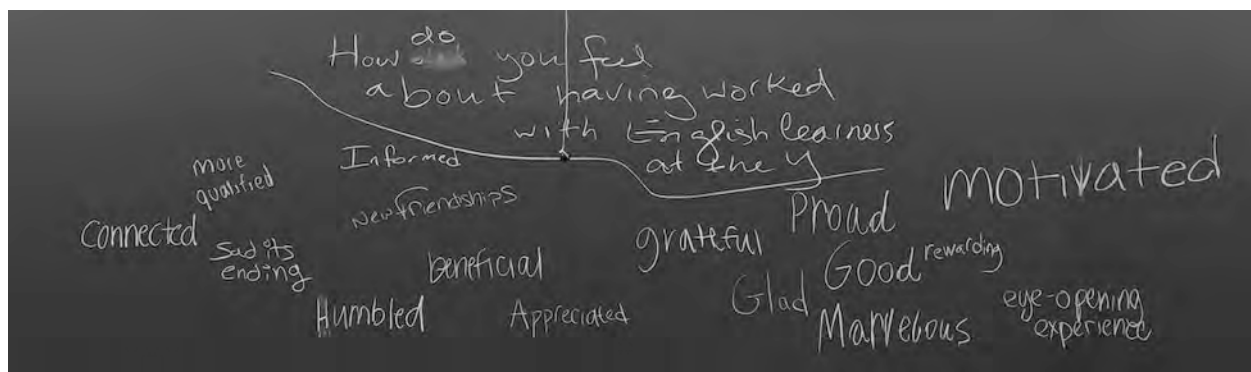 How do you feel
about having worked
with English learness
at the Y
Informed
more
qualified
New friendships
Connected
Sad its
ending
beneficial
Humbled
Appreciated
grateful
Proud
motivated
Good
rewarding
Glad
Marvelous
eye-opening
experience